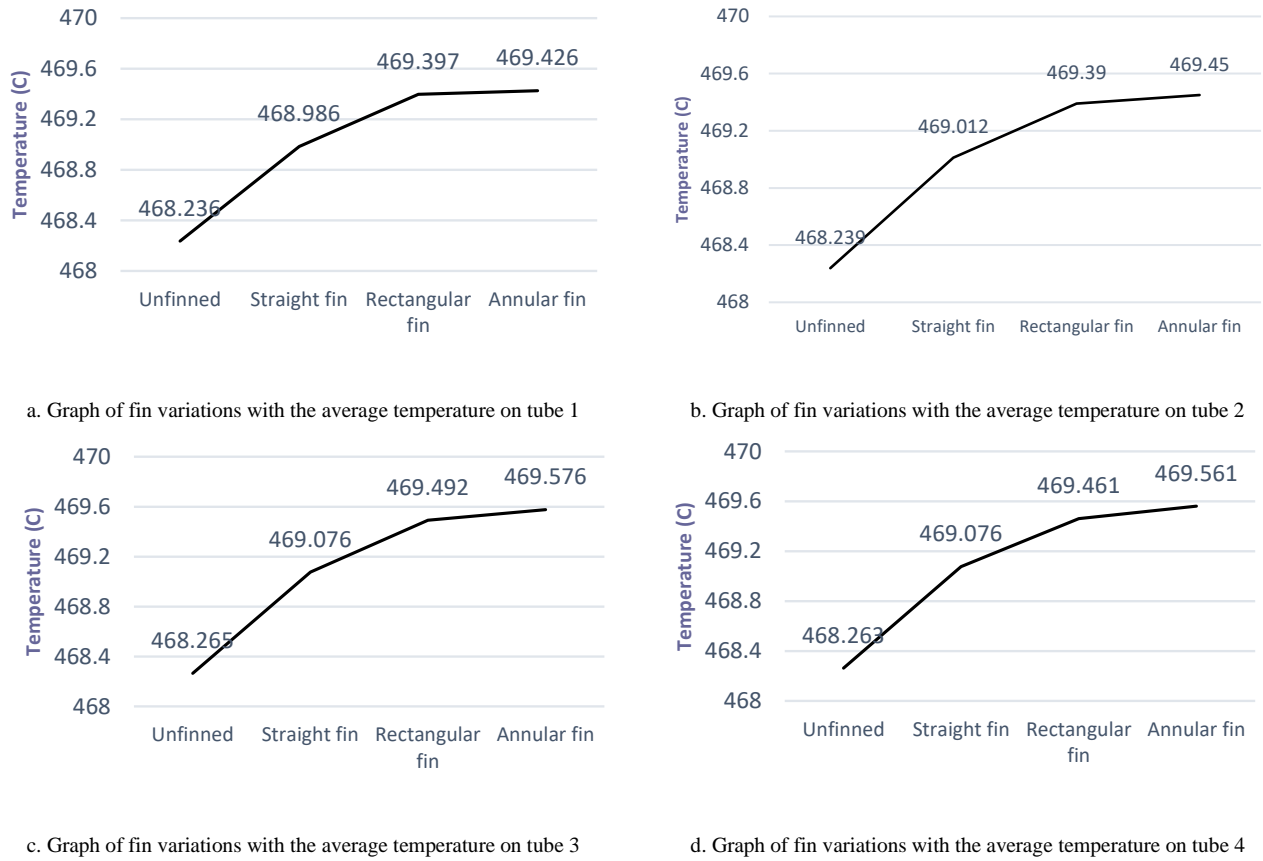 470
469.6
469.2
468.8
468.4
468
Temperature (C)
468.236
468.986
469.397
469.426
Unfinned
Straight fin
Rectangular
fin
Annular fin
a. Graph of fin variations with the average temperature on tube 1
470
469.6
469.2
468.8
468.4
468
Temperature (C)
468.239
469.012
469.39
469.45
Unfinned
Straight fin
Rectangular fin
Annular fin
b. Graph of fin variations with the average temperature on tube 2
470
469.6
469.2
468.8
468.4
468
Temperature (C)
468.265
469.076
469.492
469.576
Unfinned
Straight fin
Rectangular
fin
Annular fin
c. Graph of fin variations with the average temperature on tube 3
470
469.6
469.2
468.8
468.4
468
Temperature (C)
468.263
469.076
469.461
469.561
Unfinned
Straight fin
Rectangular
fin
Annular fin
d. Graph of fin variations with the average temperature on tube 4